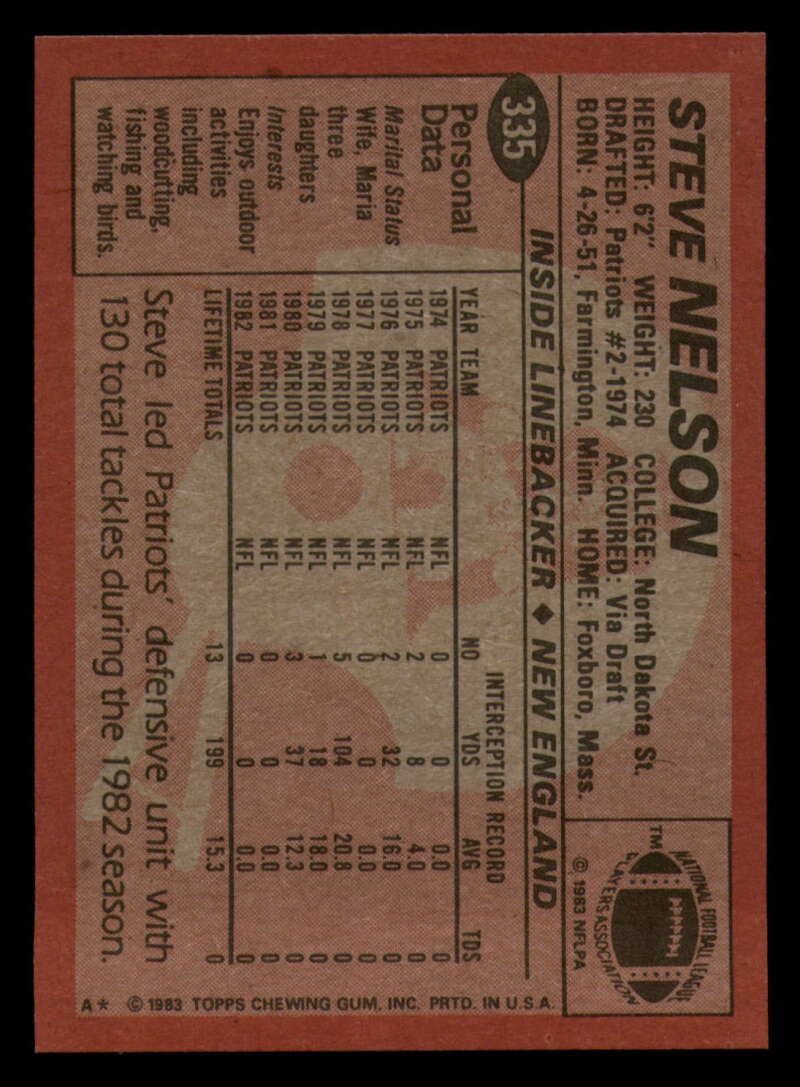 STEVE NELSON
HEIGHT: 6'2" WEIGHT: 230 COLLEGE: North Dakota St.
DRAFTED: Patriots #2-1974 ACQUIRED: Via Draft
BORN: 4-26-51, Farmington, Minn. HOME: Foxboro, Mass.
NATIONAL FOOTBALL LEAGUE
PLAYERS ASSOCIATION
TM
© 1983 NFLPA
335
INSIDE LINEBACKER ♦ NEW ENGLAND
Personal
Data
Marital Status
Wife, Maria
three
daughters
Interests
Enjoys outdoor
activities
including
woodcutting,
fishing and
watching birds.
INTERCEPTION RECORD
YEAR TEAM NO YDS AVG TDS
1974 PATRIOTS NFL 0 0 0.0 0
1975 PATRIOTS NFL 2 8 4.0 0
1976 PATRIOTS NFL 2 32 16.0 0
1977 PATRIOTS NFL 0 0 0.0 0
1978 PATRIOTS NFL 5 104 20.8 0
1979 PATRIOTS NFL 1 18 18.0 0
1980 PATRIOTS NFL 3 37 12.3 0
1981 PATRIOTS NFL 0 0 0.0 0
1982 PATRIOTS NFL 0 0 0.0 0
LIFETIME TOTALS 13 199 15.3 0
Steve led Patriots' defensive unit with
130 total tackles during the 1982 season.
A* © 1983 TOPPS CHEWING GUM, INC. PRTD. IN U.S.A.